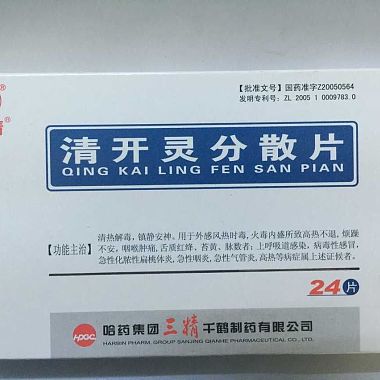 【批准文号】国药准字Z20050564
发明专利号：ZL 2005 1 0009783.0
精®
清开灵分散片
QING KAI LING FEN SAN PIAN
【功能主治】
清热解毒，镇静安神。用于外感风热时毒，火毒内盛所致高热不退，烦躁
不安，咽喉肿痛，舌质红绛，苔黄、脉数者；上呼吸道感染，病毒性感冒，
急性化脓性扁桃体炎，急性咽炎，急性气管炎，高热等病症属上述证候者。
24片
HPGC 哈药集团三精千鹤制药有限公司
HARBIN PHARM. GROUP SANJING QIANHE PHARMACEUTICAL CO., LTD.